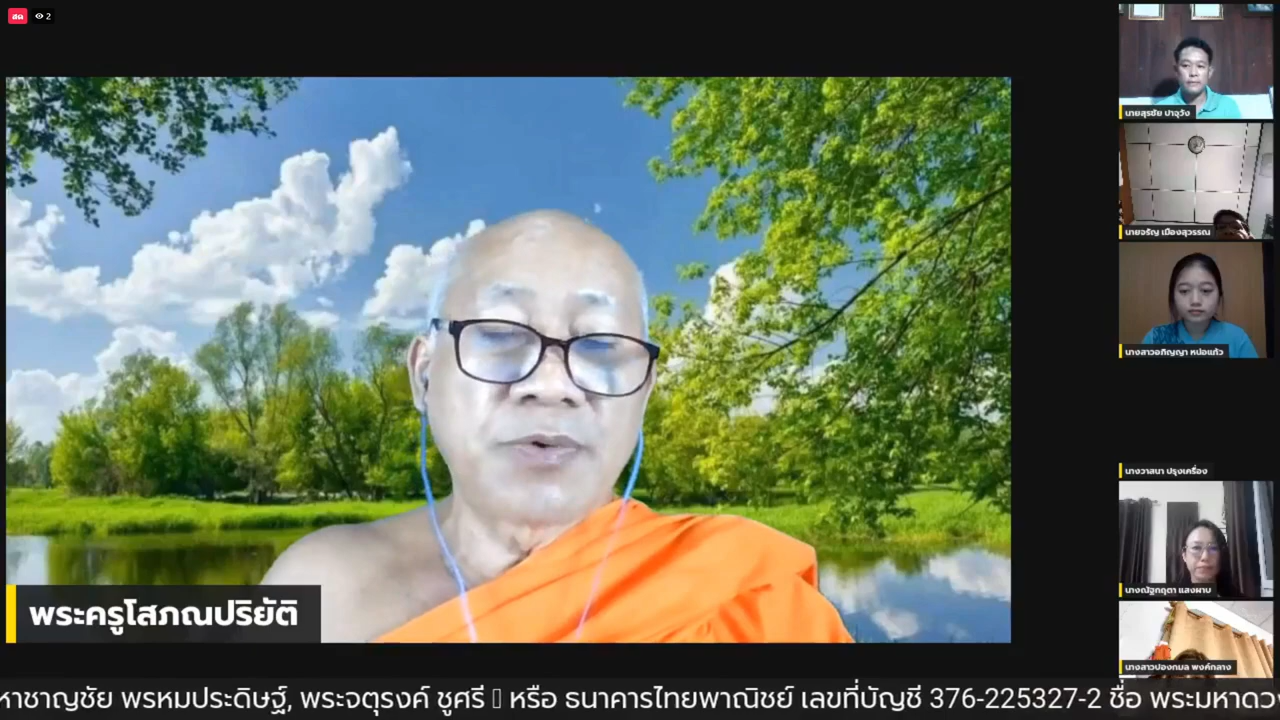 สด 2
พระครูโสภณปริยัติ
นายสุรชัย ปาจุวัง
นายจรัญ เมืองสุวรรณ
นางสาวอภิญญา หน่อแก้ว
นางวาสนา ปรุงเครื่อง
นางณัฐกฤตา แสงผาบ
นางสาวปองกมล พงค์กลาง
หาชาญชัย พรหมประดิษฐ์, พระจตุรงค์ ชูศรี หรือ ธนาคารไทยพาณิชย์ เลขที่บัญชี 376-225327-2 ชื่อ พระมหาดวง